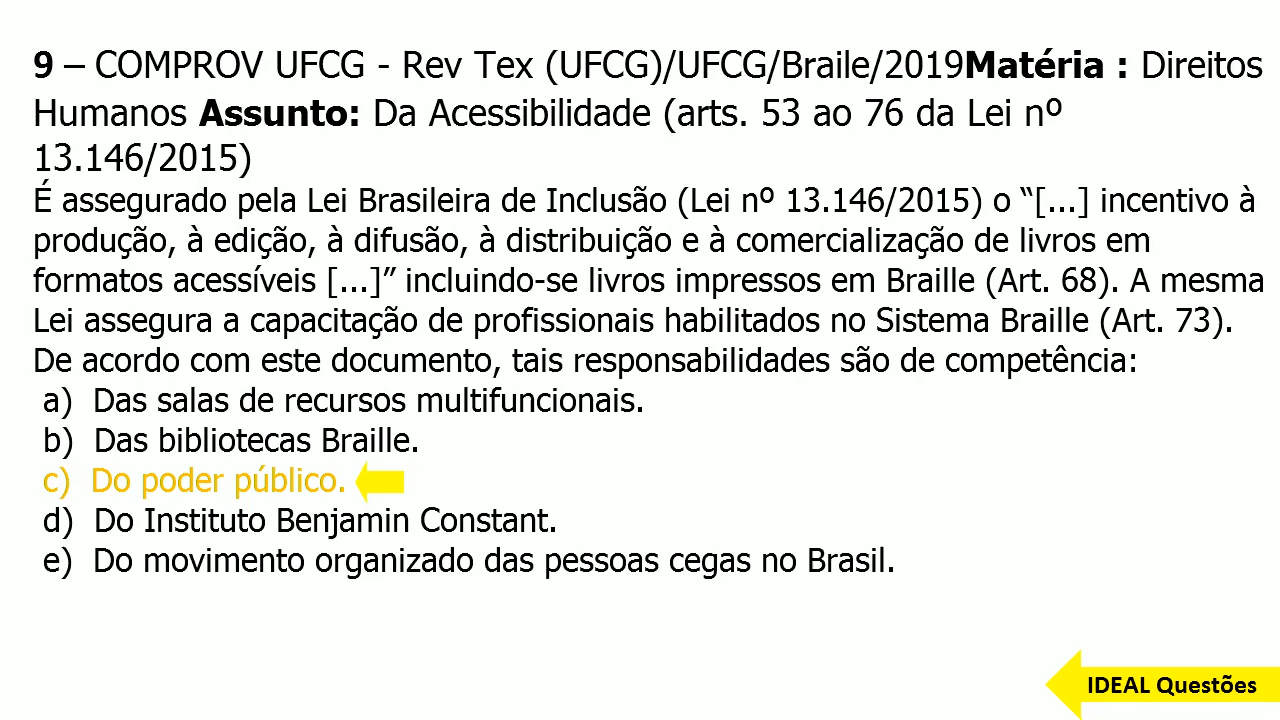 9 – COMPROV UFCG - Rev Tex (UFCG)/UFCG/Braile/2019Matéria : Direitos
Humanos Assunto: Da Acessibilidade (arts. 53 ao 76 da Lei nº
13.146/2015)
É assegurado pela Lei Brasileira de Inclusão (Lei nº 13.146/2015) o “[...] incentivo à
produção, à edição, à difusão, à distribuição e à comercialização de livros em
formatos acessíveis [...]” incluindo-se livros impressos em Braille (Art. 68). A mesma
Lei assegura a capacitação de profissionais habilitados no Sistema Braille (Art. 73).
De acordo com este documento, tais responsabilidades são de competência:
a) Das salas de recursos multifuncionais.
b) Das bibliotecas Braille.
c) Do poder público.
d) Do Instituto Benjamin Constant.
e) Do movimento organizado das pessoas cegas no Brasil.
IDEAL Questões